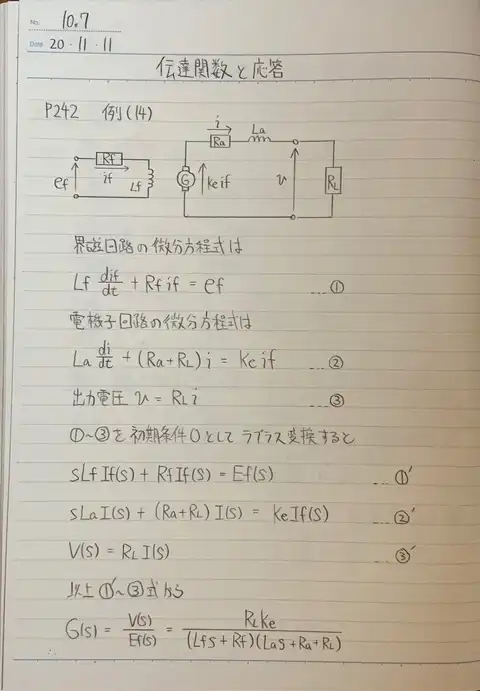 No. 10.7
Date 20・11・11
伝達関数と応答
P242 例(14)
ef Rf if Lf G keif i Ra La v RL
界磁回路の微分方程式は
Lf dif/dt + Rf if = ef ...①
電機子回路の微分方程式は
La di/dt + (Ra+RL) i = keif ...②
出力電圧 v = RL i ③
①~③を初期条件0としてラプラス変換すると
sLf If(s) + Rf If(s) = Ef(s) ...①′
sLa I(s) + (Ra+RL) I(s) = ke If(s) ...②′
V(s) = RL I(s) ③′
以上①′~③式から
G(s) = V(s)/Ef(s) = RL ke/(Lfs+Rf)(Las+Ra+RL)